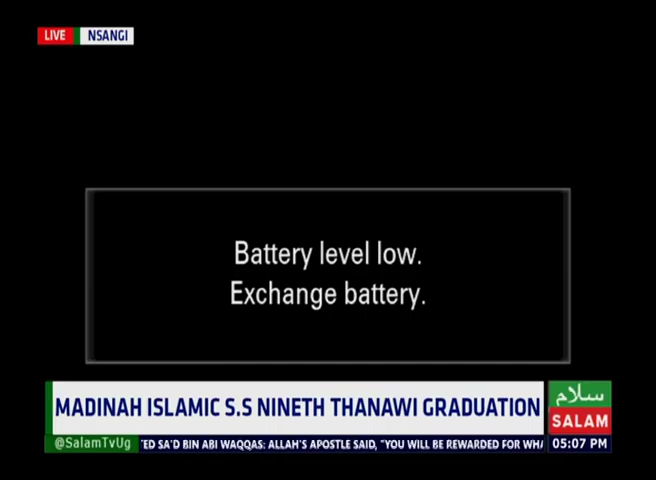 LIVE NSANGI
Battery level low.
Exchange battery.
MADINAH ISLAMIC S.S NINETH THANAWI GRADUATION
سلام
SALAM
@SalamTvUg
'ED SA'D BIN ABI WAQQAS: ALLAH'S APOSTLE SAID, "YOU WILL BE REWARDED FOR
05:07 PM